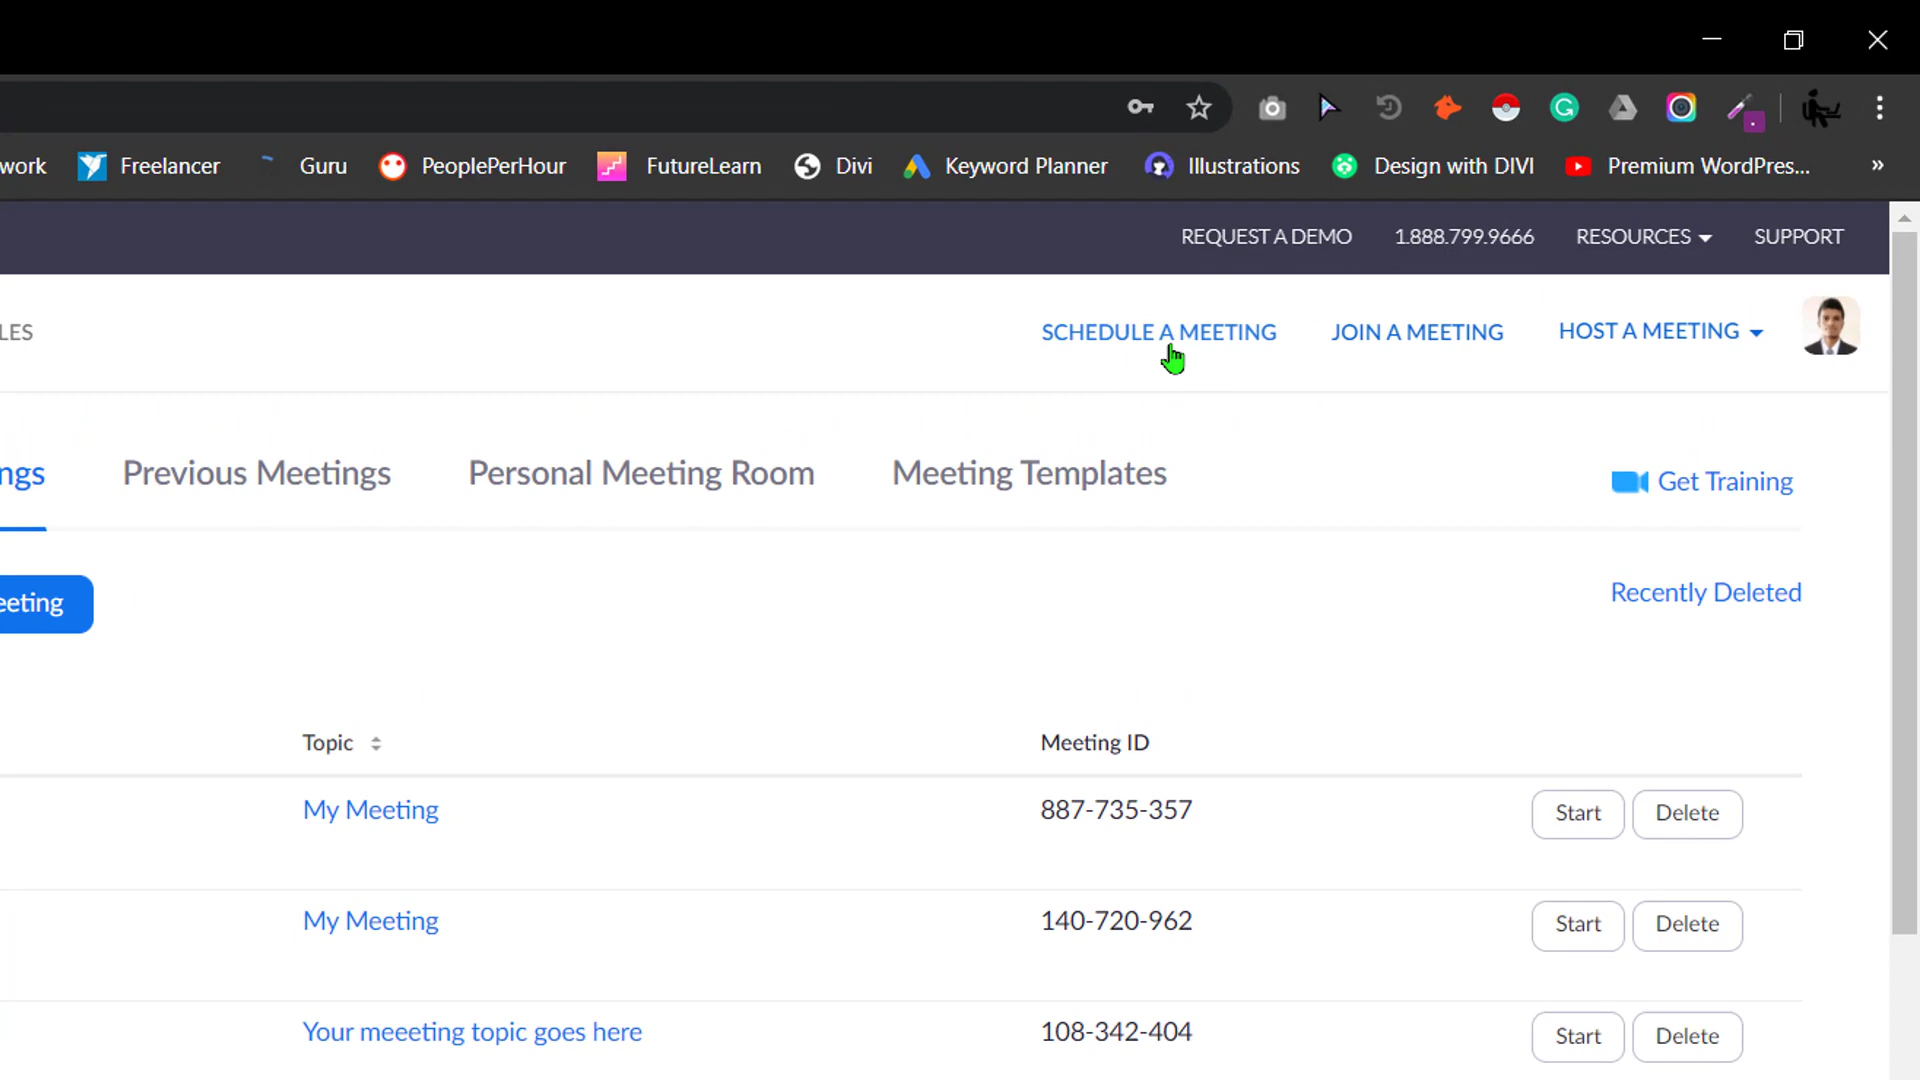 work Freelancer Guru PeoplePerHour FutureLearn Divi Keyword Planner Illustrations Design with DIVI Premium WordPres... »
REQUEST A DEMO 1.888.799.9666 RESOURCES SUPPORT
LES SCHEDULE A MEETING JOIN A MEETING HOST A MEETING
ngs Previous Meetings Personal Meeting Room Meeting Templates Get Training
eeting Recently Deleted
Topic Meeting ID
My Meeting 887-735-357 Start Delete
My Meeting 140-720-962 Start Delete
Your meeeting topic goes here 108-342-404 Start Delete